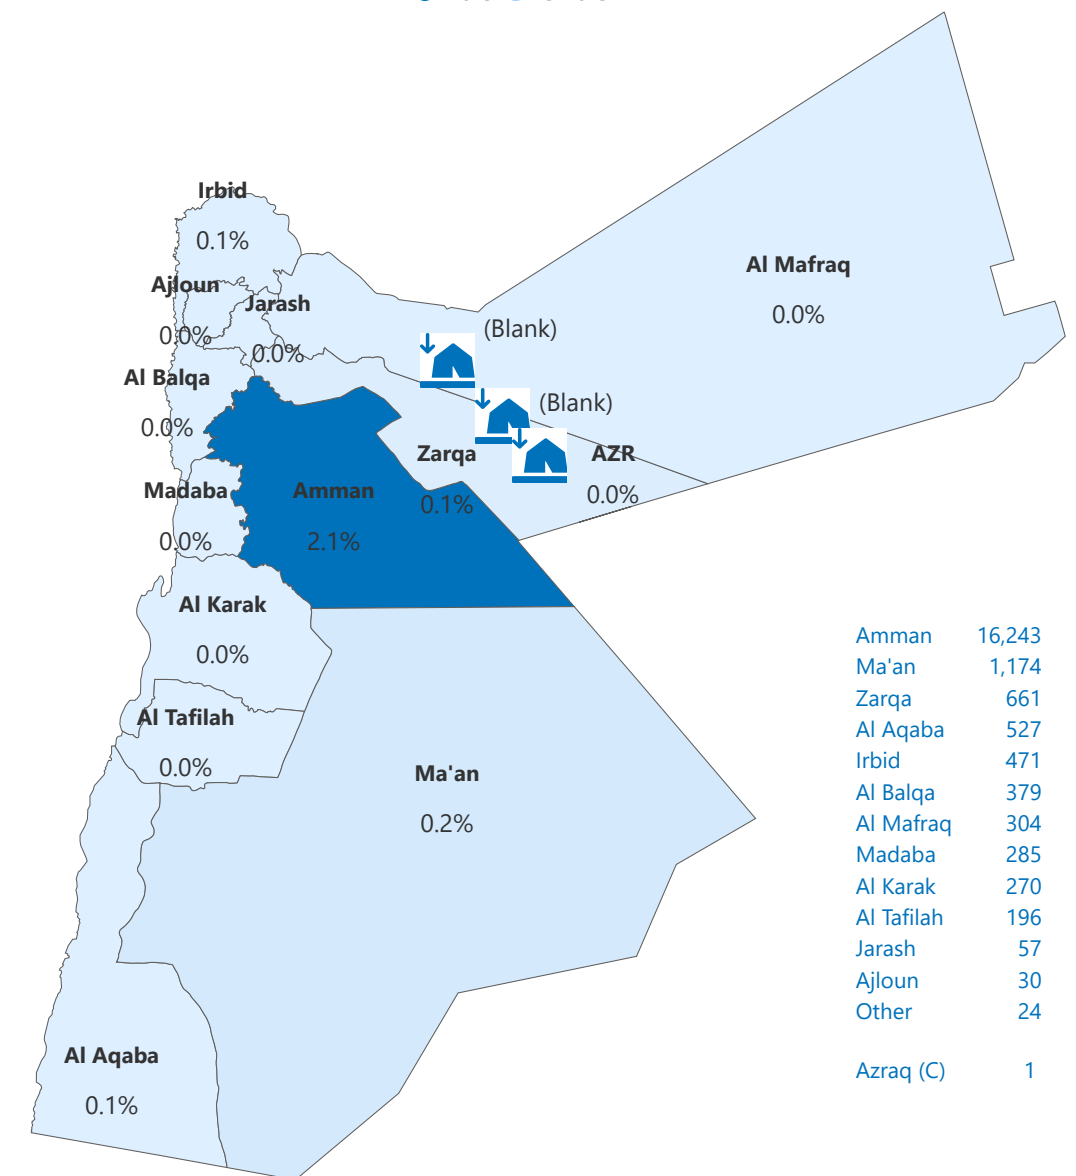 Irbid
0.1%
Al Mafraq
0.0%
Ajloun
0.0%
Jarash
0.0%
(Blank)
Al Balqa
0.0%
(Blank)
Zarqa
0.1%
AZR
0.0%
Madaba
0.0%
Amman
2.1%
Al Karak
0.0%
Al Tafilah
0.0%
Ma'an
0.2%
Al Aqaba
0.1%
Amman 16,243
Ma'an 1,174
Zarqa 661
Al Aqaba 527
Irbid 471
Al Balqa 379
Al Mafraq 304
Madaba 285
Al Karak 270
Al Tafilah 196
Jarash 57
Ajloun 30
Other 24
Azraq (C) 1